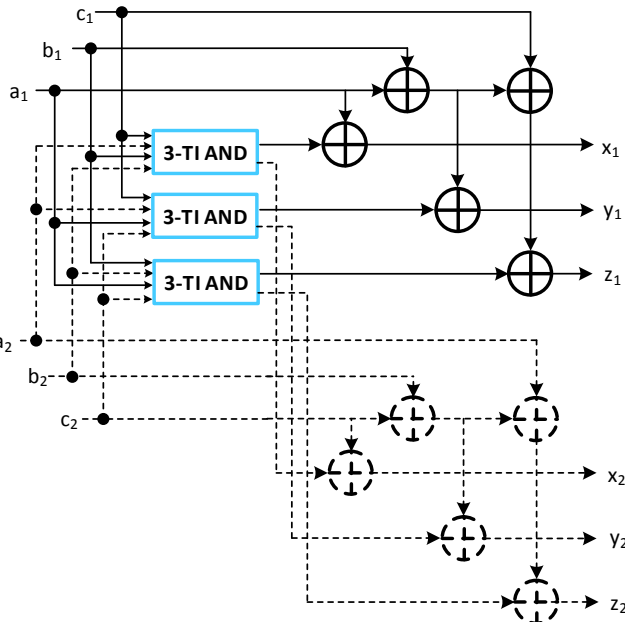 c1
b1
a1
3-TI AND
x1
3-TI AND
y1
3-TI AND
z1
a2
b2
c2
x2
y2
z2